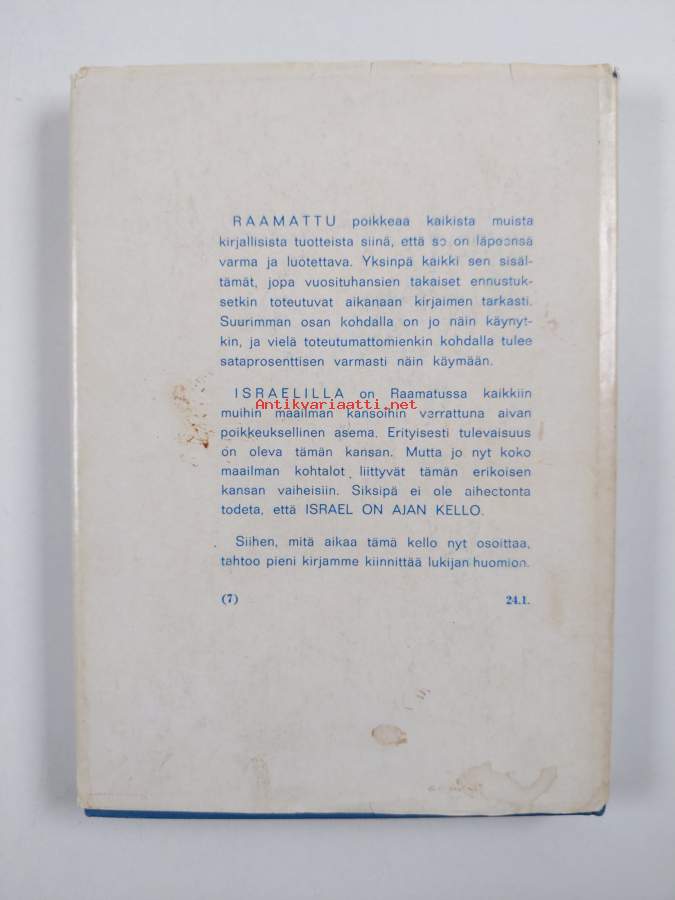 RAAMATTU poikkeaa kaikista muista
kirjallisista tuotteista siinä, että se on läpeensä
varma ja luotettava. Yksinpä kaikki sen sisäl-
tämät, jopa vuosituhansien takaiset ennustuk-
setkin toteutuvat aikanaan kirjaimen tarkasti.
Suurimman osan kohdalla on jo näin käynyt-
kin, ja vielä toteutumattomienkin kohdalla tulee
sataprosenttisen varmasti näin käymään.
ISRAELILLA on Raamatussa kaikkiin
Antikvariaatti.net
muihin maailman kansoihin verrattuna aivan
poikkeuksellinen asema. Erityisesti tulevaisuus
on oleva tämän kansan. Mutta jo nyt koko
maailman kohtalot liittyvät tämän erikoisen
kansan vaiheisiin. Siksipä ei ole aiheetonta
todeta, että ISRAEL ON AJAN KELLO.
Siihen, mitä aikaa tämä kello nyt osoittaa,
tahtoo pieni kirjamme kiinnittää lukijan huomion.
(7) 24.1.